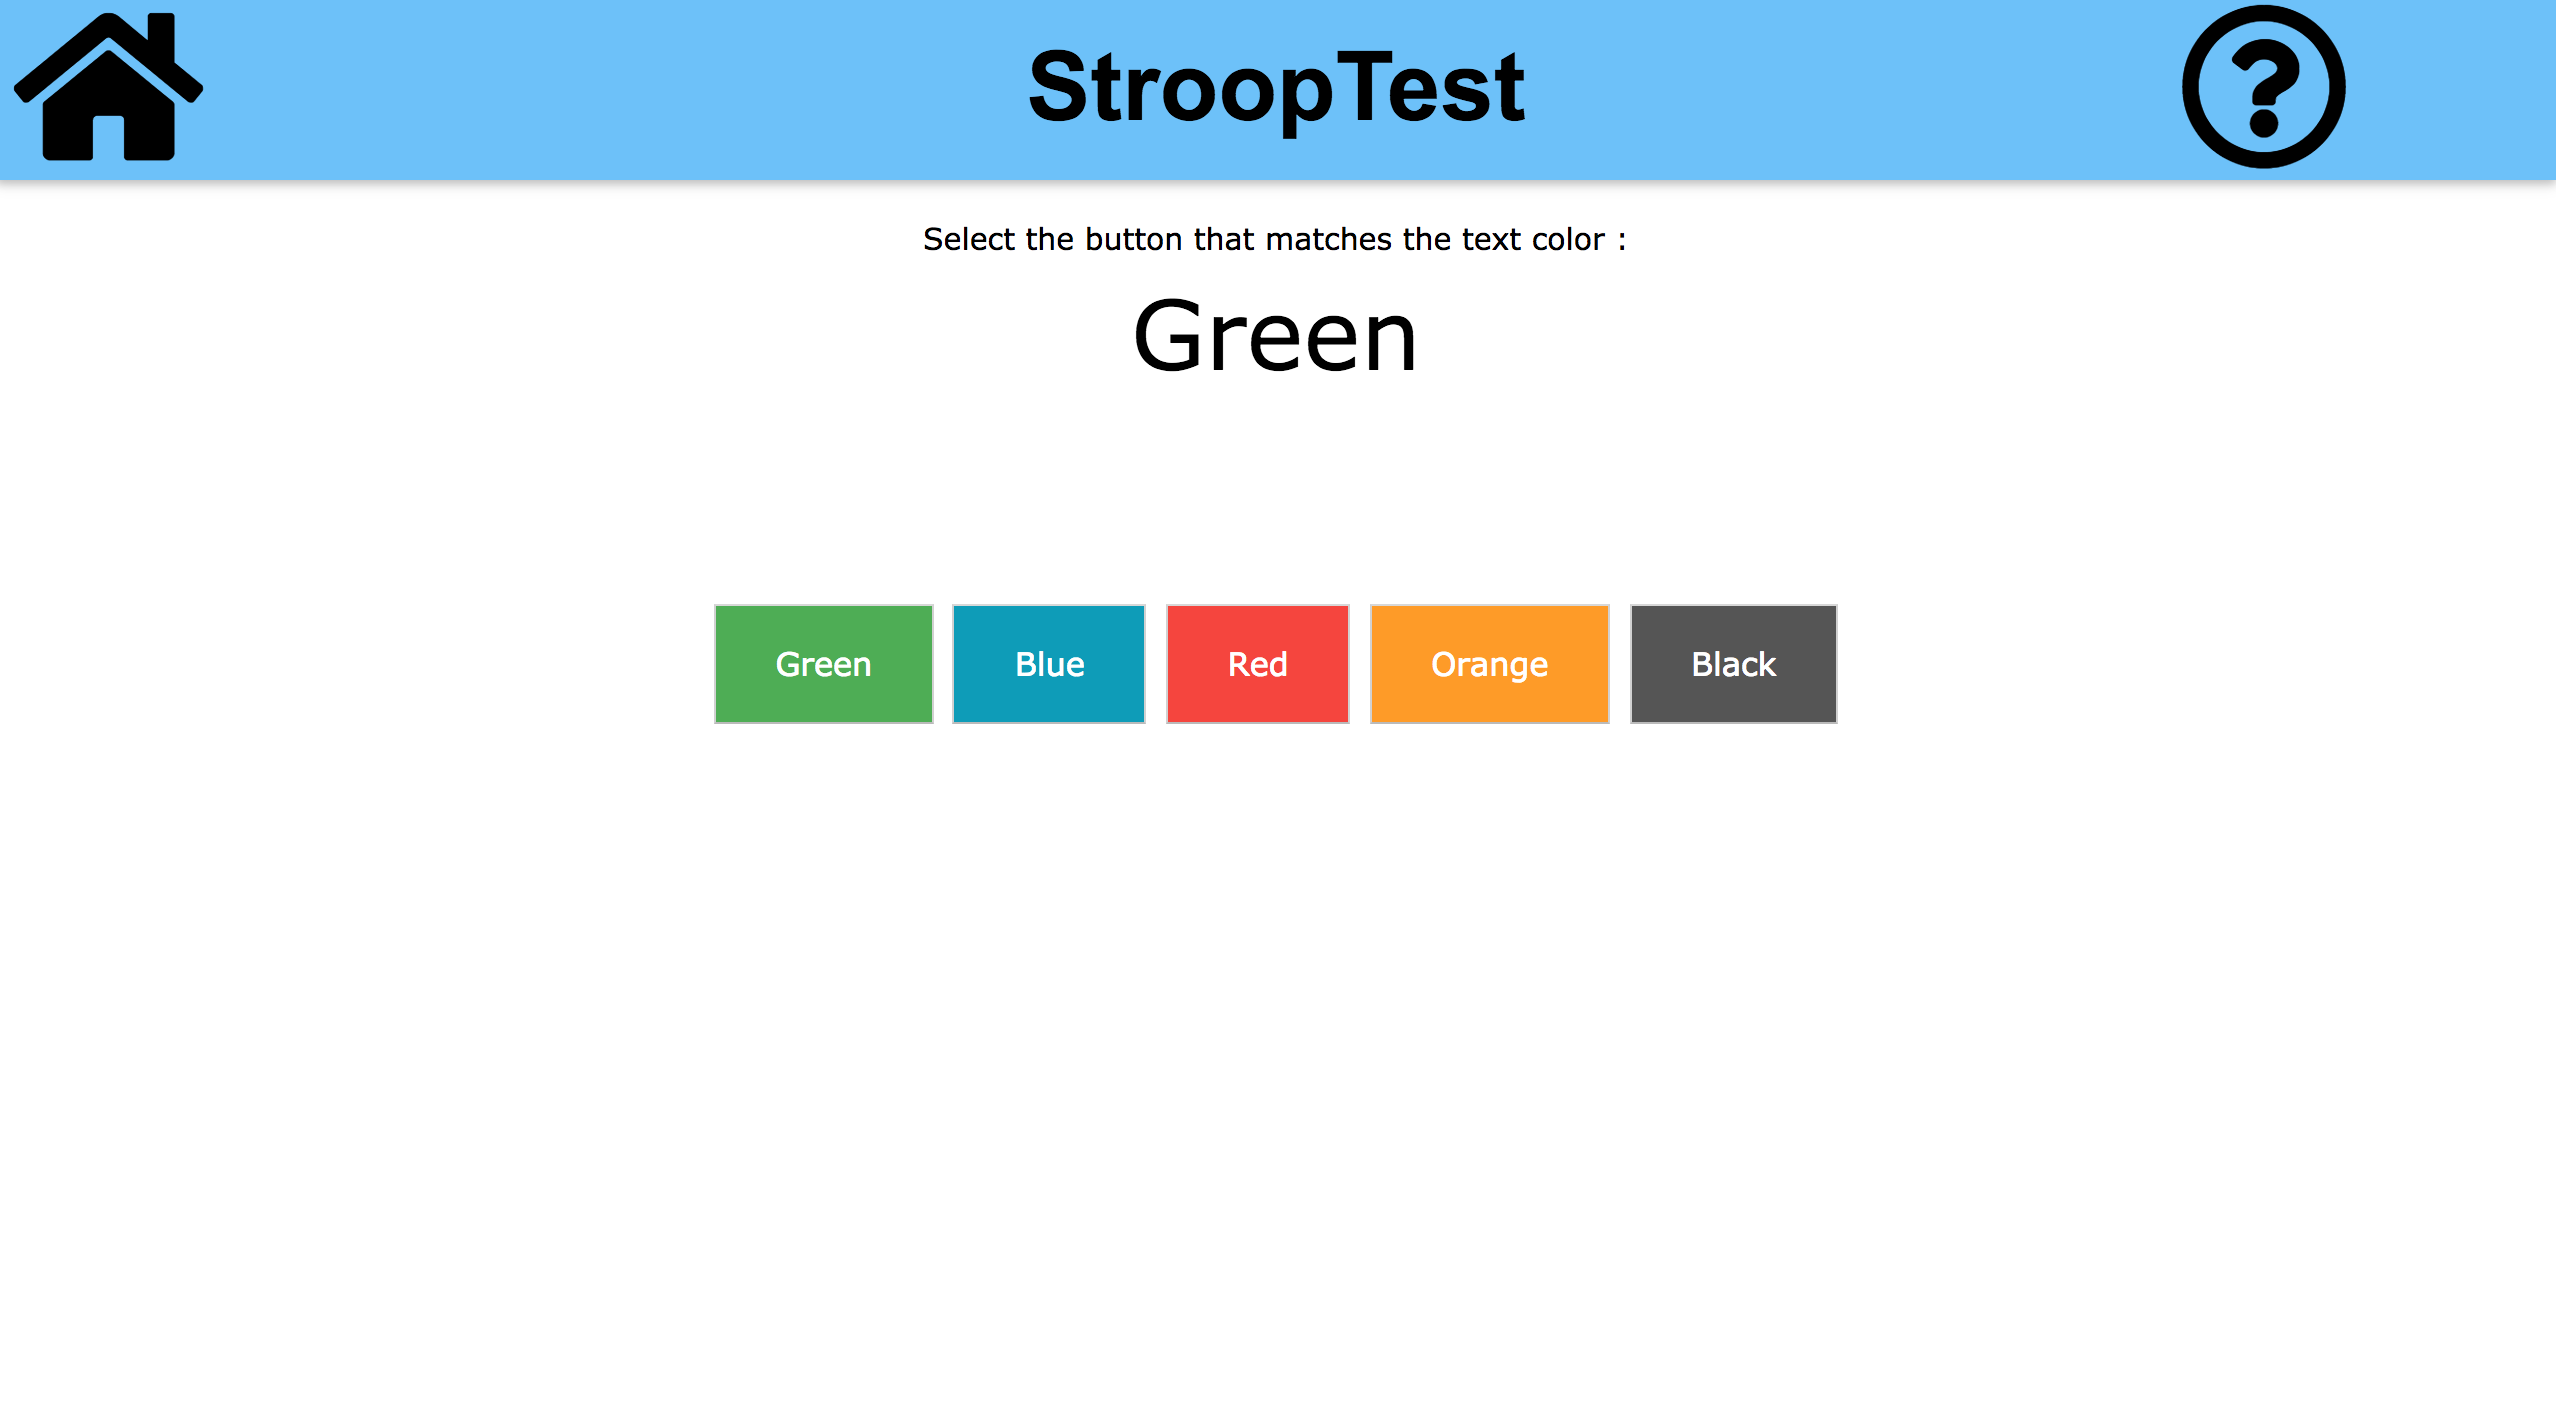 StroopTest
?
Select the button that matches the text color :
Green
Green Blue Red Orange Black